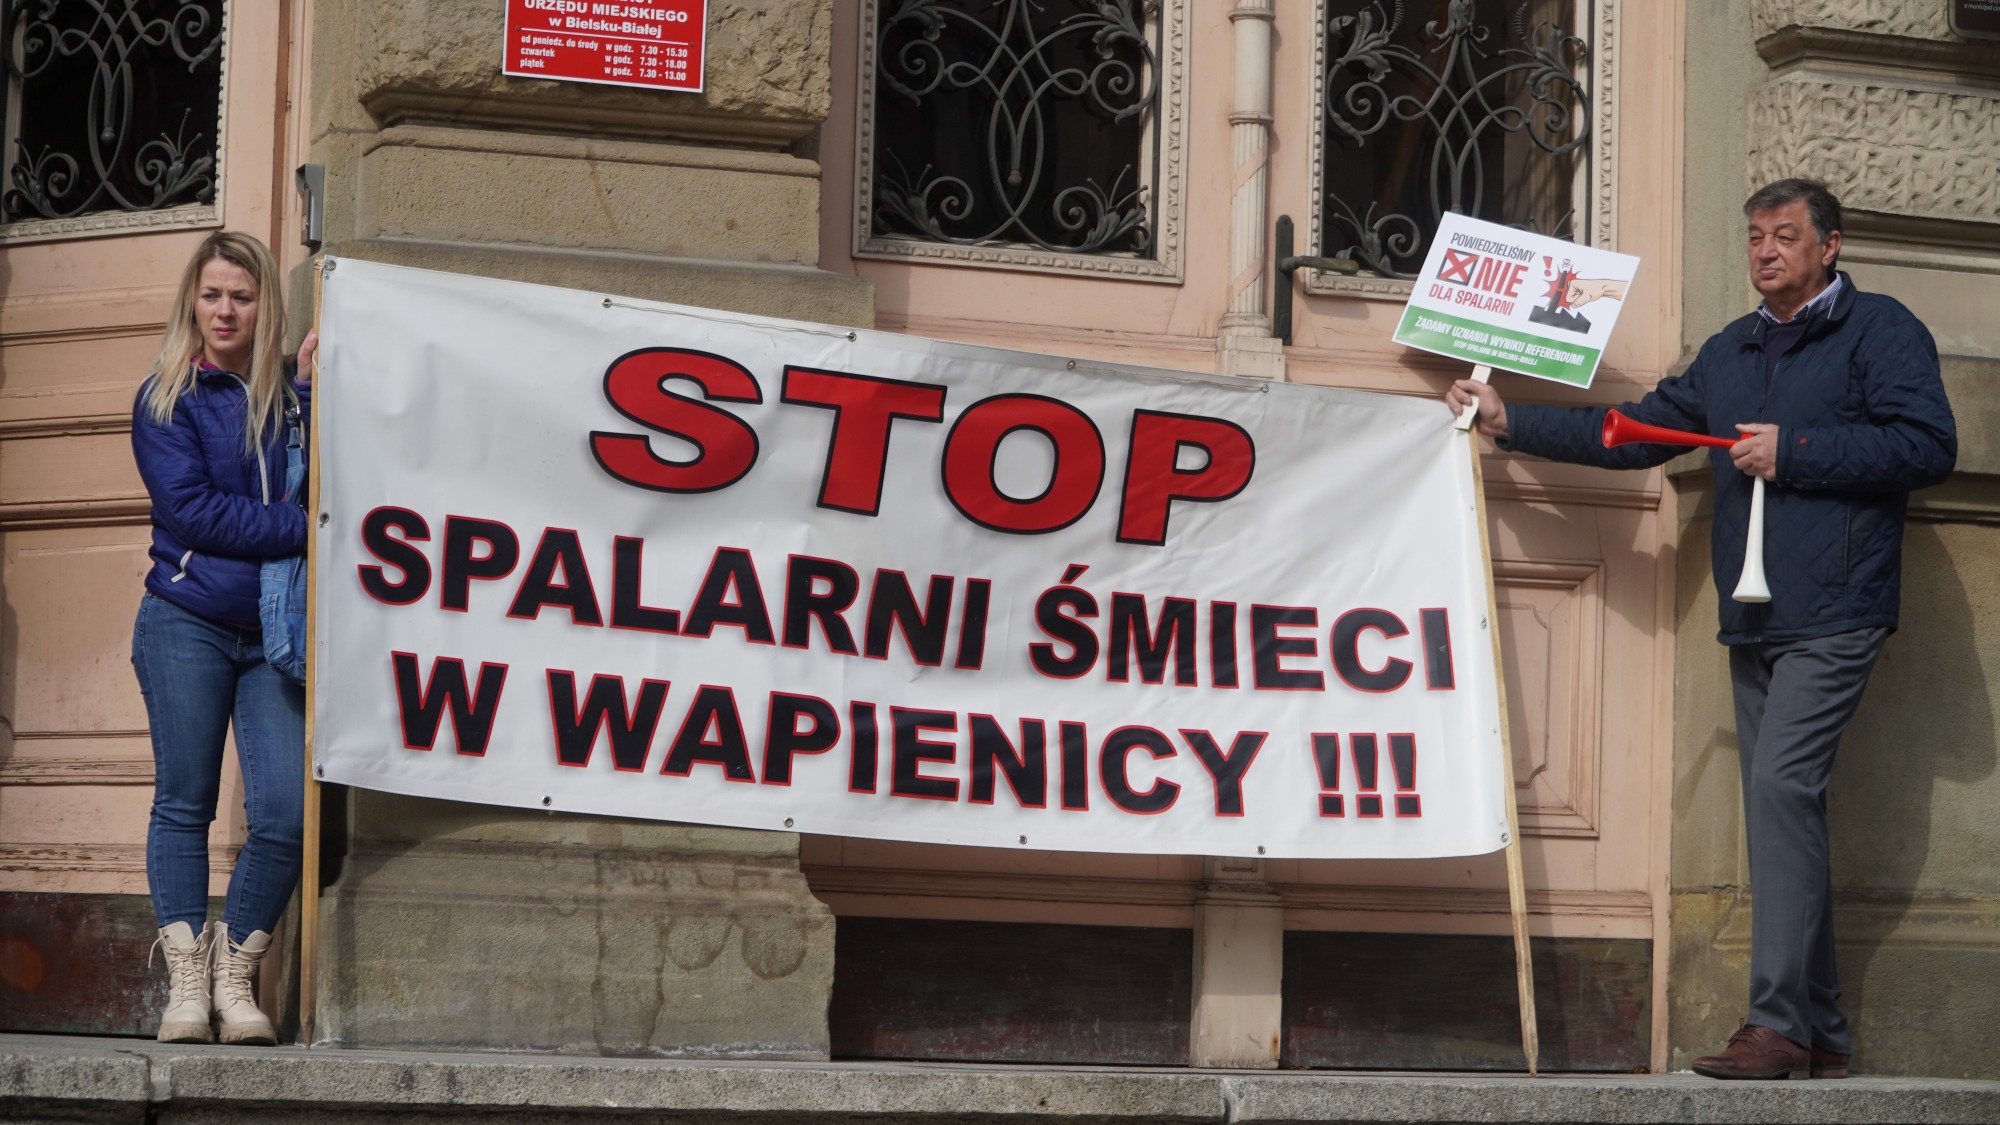 URZĘDU MIEJSKIEGO
w Bielsku-Białej
od poniedz. do środy w godz. 7.30 - 15.30
czwartek w godz. 7.30 - 18.00
piątek w godz. 7.30 - 13.00
POWIEDZIELIŚMY
NIE
DLA SPALARNI
ŻĄDAMY UZNANIA WYNIKU REFERENDUM!
STOP SPALARNI W BIELSKU-BIAŁEJ
STOP
SPALARNI ŚMIECI
W WAPIENICY !!!